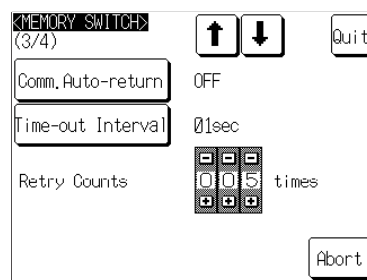 <MEMORY SWITCH>
(3/4)
Quit
Comm.Auto-return OFF
Time-out Interval 01sec
Retry Counts 005 times
Abort